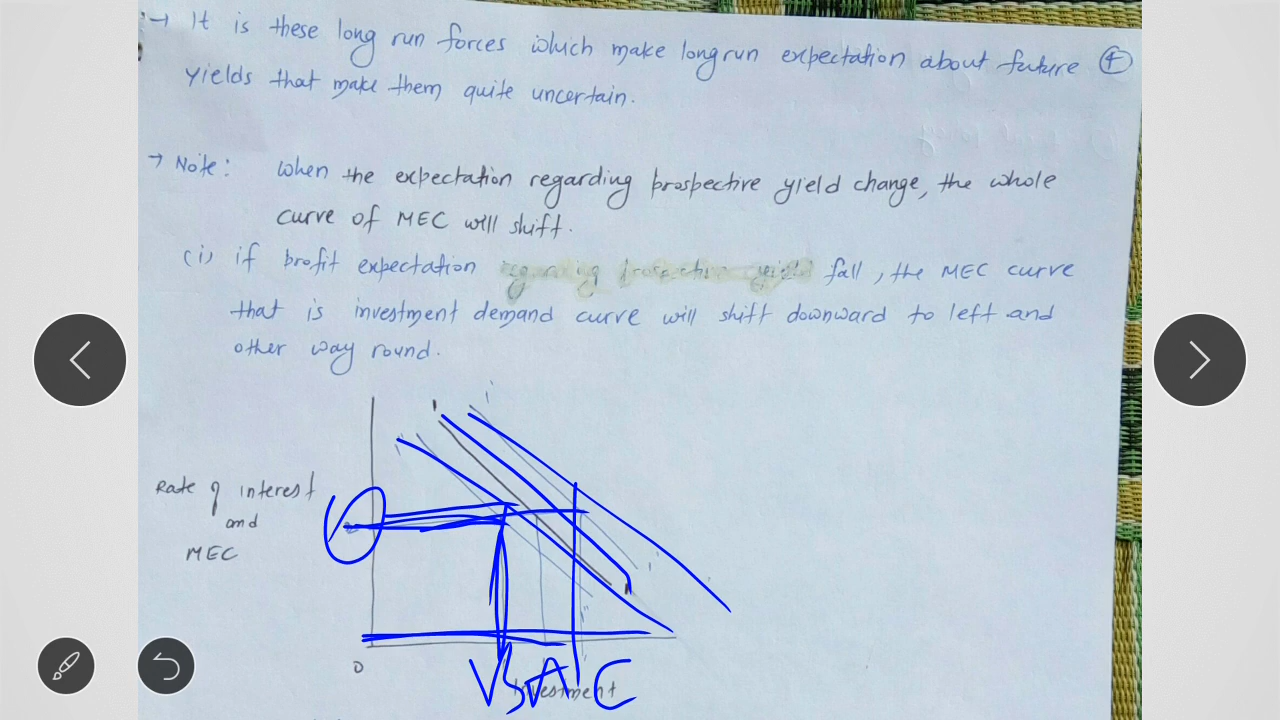 → It is these long run forces which make longrun expectation about future 4
yields that make them quite uncertain.
→ Note: When the expectation regarding prospective yield change, the whole
curve of MEC will shift.
(i) if profit expectation fall, the MEC curve
that is investment demand curve will shift downward to left and
other way round.
Rate of interest
and
MEC
B A C
0
Investment